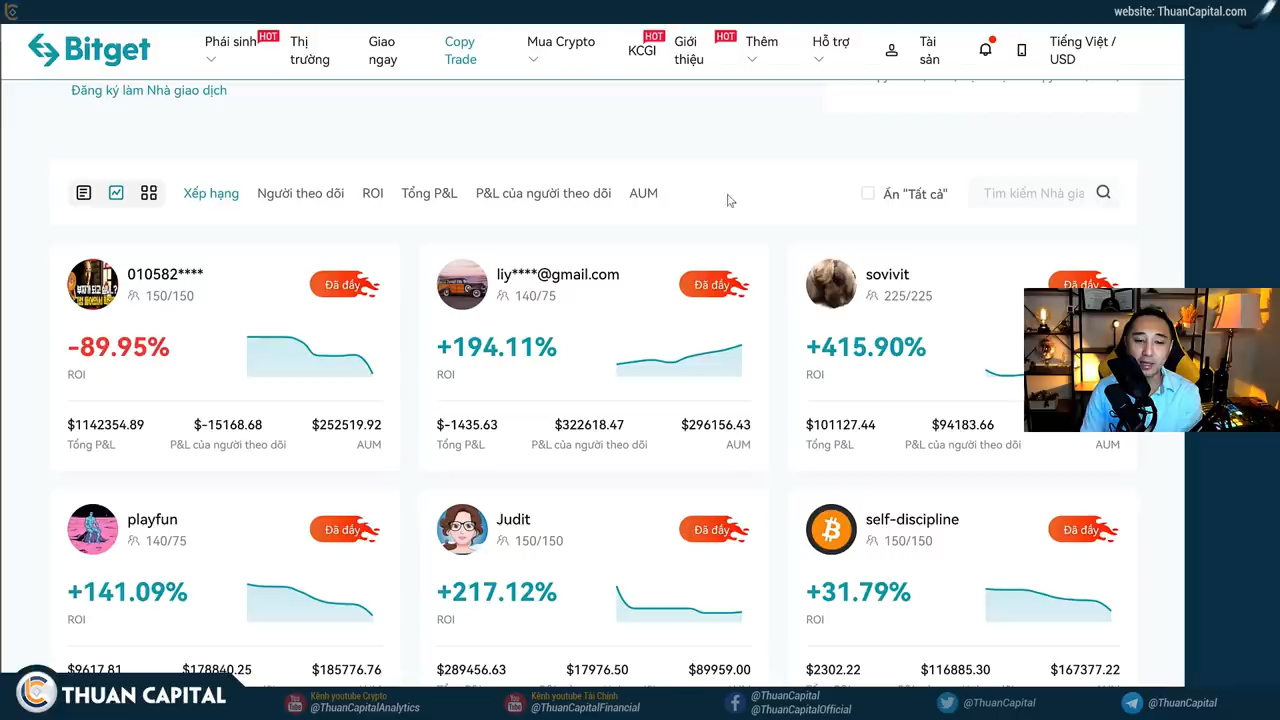 website: ThuanCapital.com
Bitget
Phái sinh HOT
Thị trường
Giao ngay
Copy Trade
Mua Crypto
KCGI HOT
Giới thiệu HOT
Thêm
Hỗ trợ
Tài sản
Tiếng Việt / USD
Đăng ký làm Nhà giao dịch
Xếp hạng Người theo dõi ROI Tổng P&L P&L của người theo dõi AUM
Ẩn "Tất cả" Tìm kiếm Nhà gia
010582**** Đã đầy
150/150
-89.95%
ROI
$1142354.89 $-15168.68 $252519.92
Tổng P&L P&L của người theo dõi AUM
liy****@gmail.com Đã đầy
140/75
+194.11%
ROI
$-1435.63 $322618.47 $296156.43
Tổng P&L P&L của người theo dõi AUM
sovivit Đã đầy
225/225
+415.90%
ROI
$101127.44 $94183.66
Tổng P&L P&L của người theo dõi AUM
playfun Đã đầy
140/75
+141.09%
ROI
$9617.81 $178840.25 $185776.76
Judit Đã đầy
150/150
+217.12%
ROI
$289456.63 $17976.50 $89959.00
self-discipline Đã đầy
150/150
+31.79%
ROI
$2302.22 $116885.30 $167377.22
THUAN CAPITAL
Kênh youtube Crypto
@ThuanCapitalAnalytics
Kênh youtube Tài Chính
@ThuanCapitalFinancial
@ThuanCapital
@ThuanCapitalOfficial
@ThuanCapital
@ThuanCapital